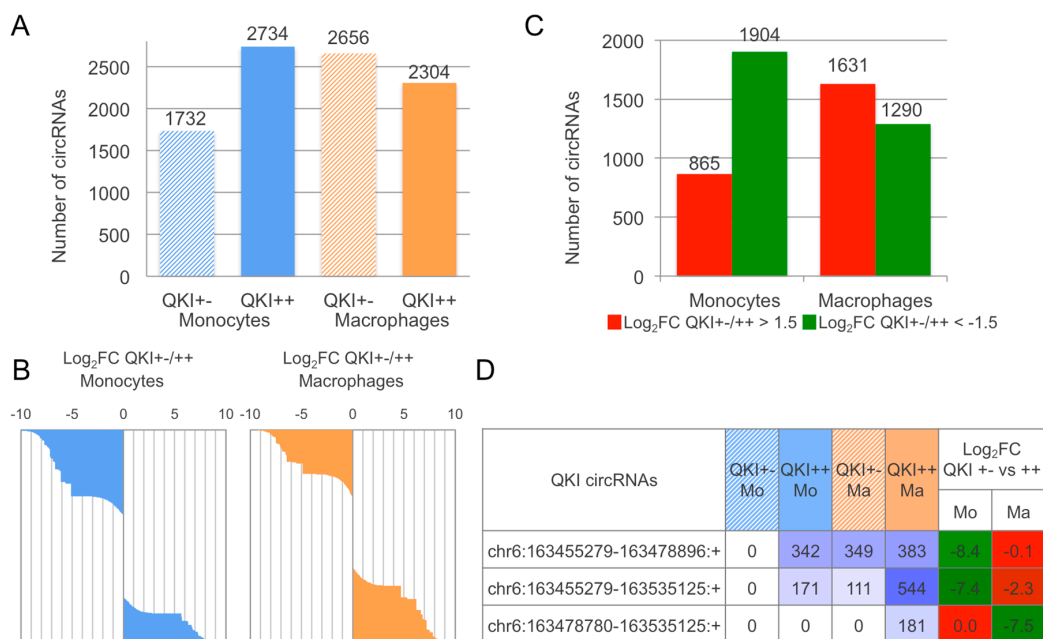 A
Number of circRNAs
2500
2000
1500
1000
500
0
1732
2734
2656
2304
QKI+- QKI++ QKI+- QKI++
Monocytes Macrophages
C
Number of circRNAs
2000
1500
1000
500
0
865
1904
1631
1290
Monocytes Macrophages
Log2FC QKI+-/++ > 1.5 Log2FC QKI+-/++ < -1.5
B
Log2FC QKI+-/++
Monocytes
-10 -5 0 5 10
Log2FC QKI+-/++
Macrophages
-10 -5 0 5 10
D
QKI circRNAs
QKI+-
Mo
QKI++
Mo
QKI+-
Ma
QKI++
Ma
Log2FC
QKI +- vs ++
Mo Ma
chr6:163455279-163478896:+ 0 342 349 383 -8.4 -0.1
chr6:163455279-163535125:+ 0 171 111 544 -7.4 -2.3
chr6:163478780-163535125:+ 0 0 0 181 0.0 -7.5